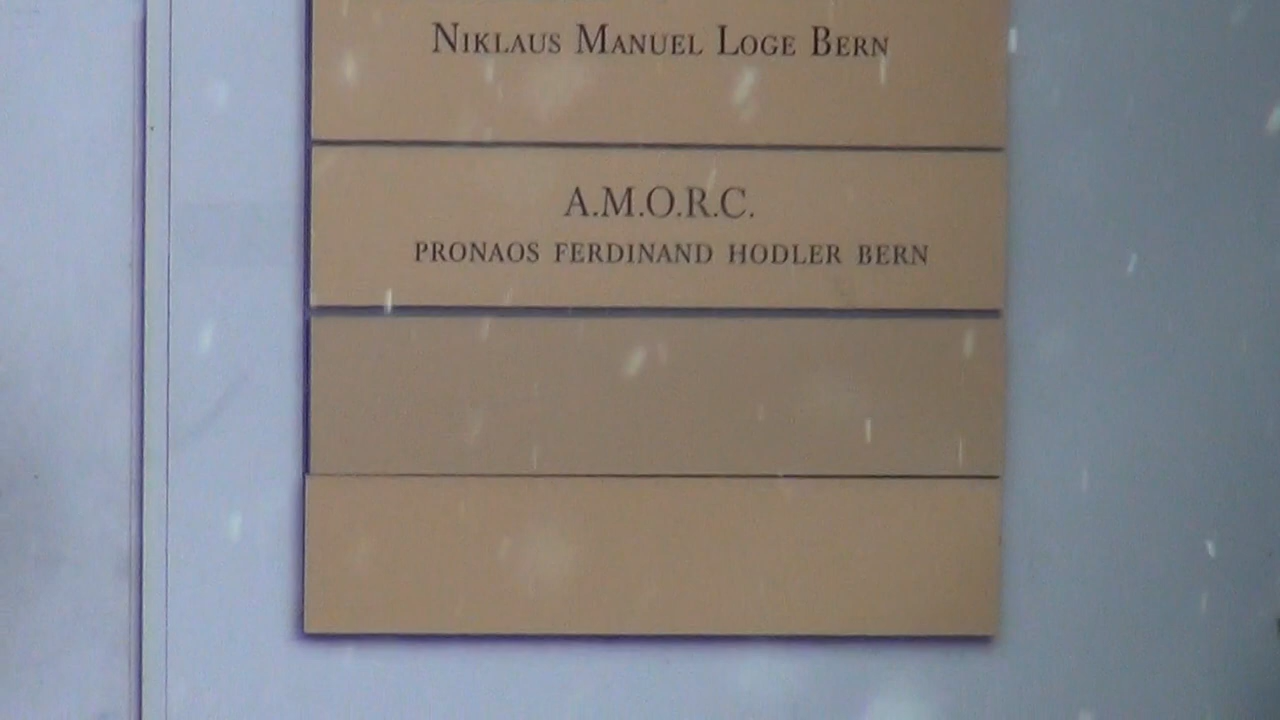 Niklaus Manuel Loge Bern
A.M.O.R.C.
PRONAOS FERDINAND HODLER BERN